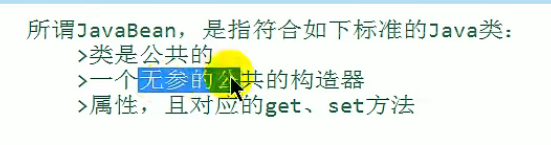 所谓JavaBean，是指符合如下标准的Java类：
>类是公共的
>一个无参的公共的构造器
>属性，且对应的get、set方法